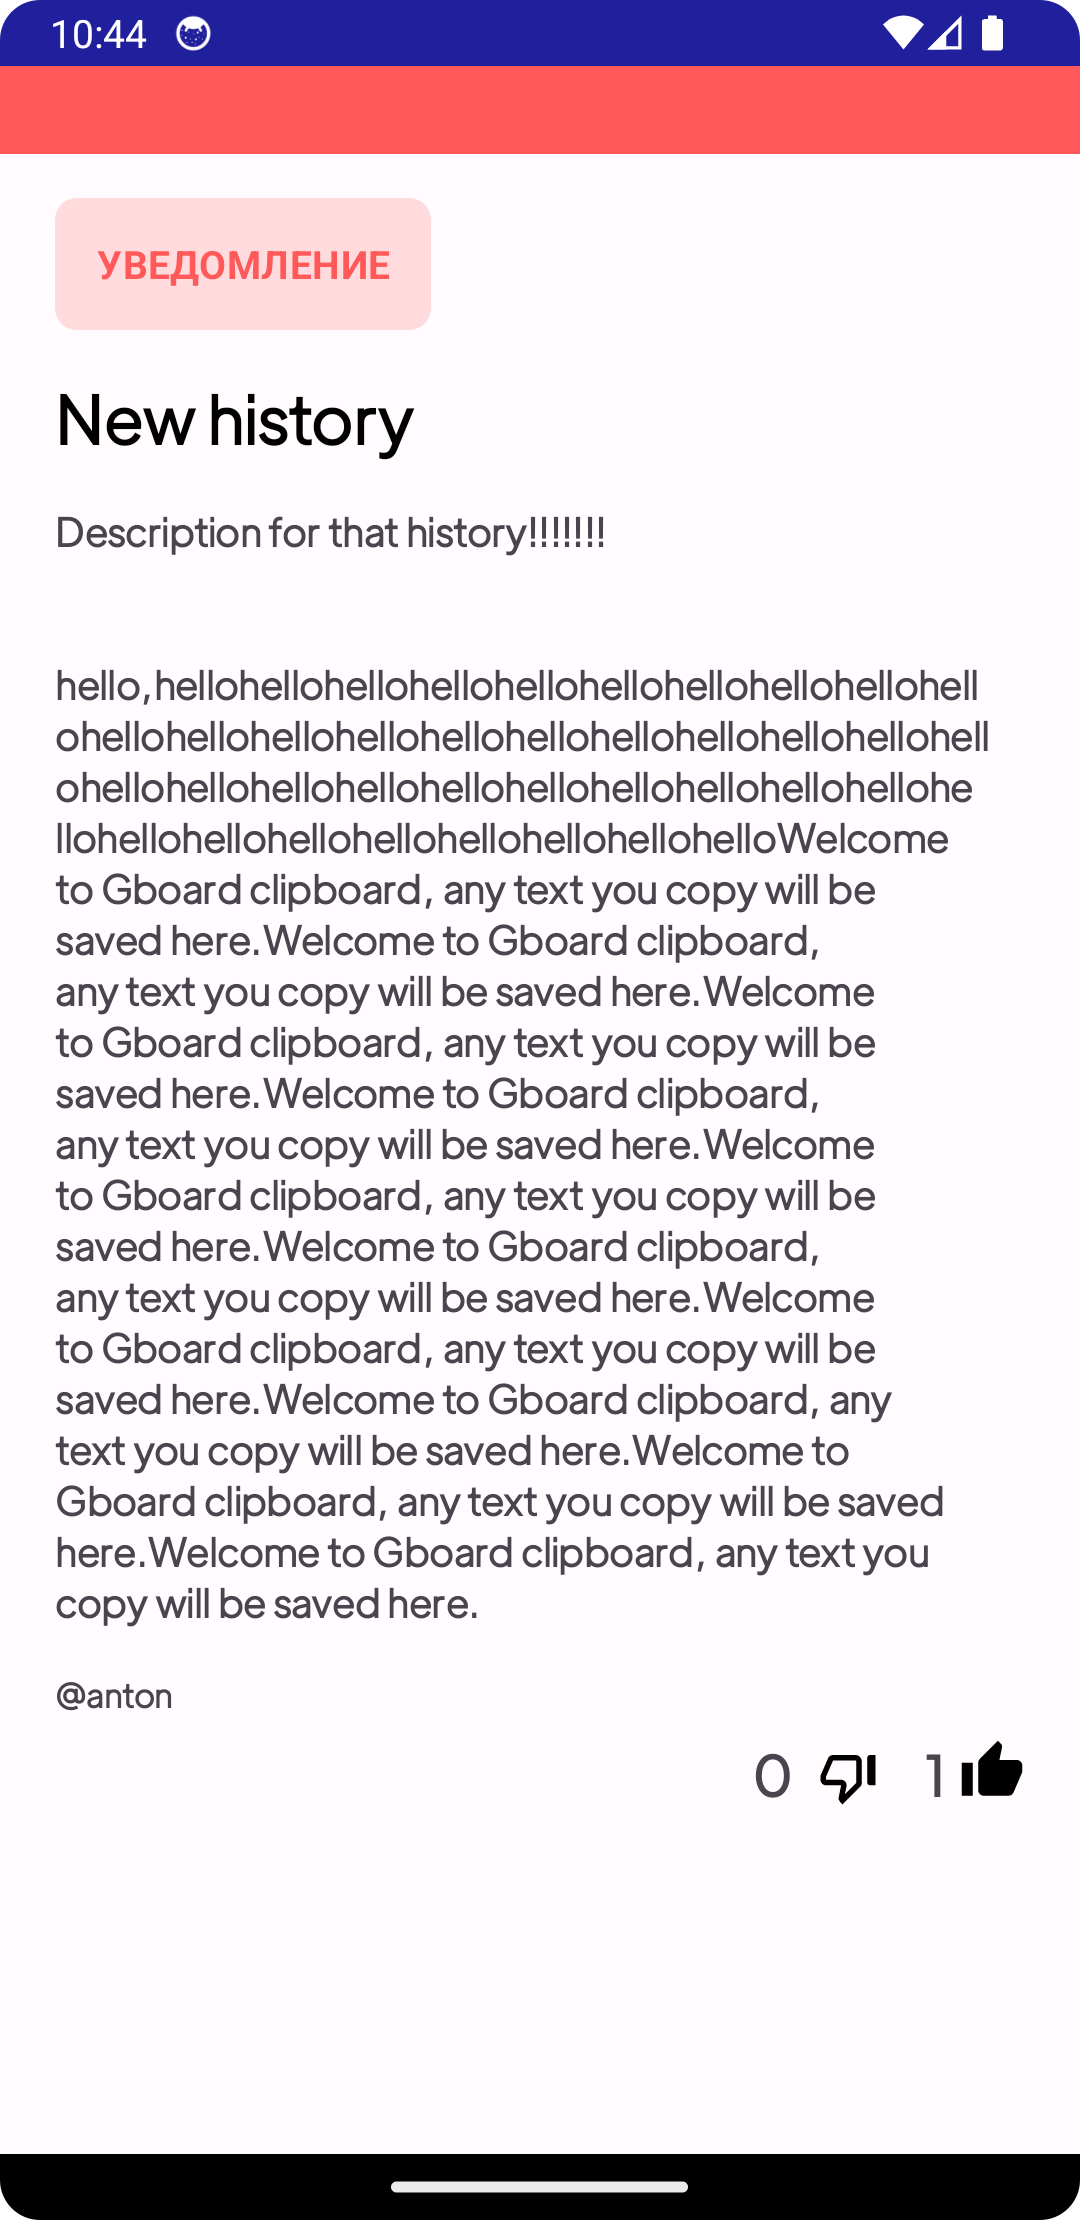 10:44
УВЕДОМЛЕНИЕ
New history
Description for that history!!!!!!!
hello,hellohellohellohellohellohellohellohellohellohell
ohellohellohellohellohellohellohellohellohellohellohell
ohellohellohellohellohellohellohellohellohellohellohe
llohellohellohellohellohellohellohellohelloWelcome
to Gboard clipboard, any text you copy will be
saved here.Welcome to Gboard clipboard,
any text you copy will be saved here.Welcome
to Gboard clipboard, any text you copy will be
saved here.Welcome to Gboard clipboard,
any text you copy will be saved here.Welcome
to Gboard clipboard, any text you copy will be
saved here.Welcome to Gboard clipboard,
any text you copy will be saved here.Welcome
to Gboard clipboard, any text you copy will be
saved here.Welcome to Gboard clipboard, any
text you copy will be saved here.Welcome to
Gboard clipboard, any text you copy will be saved
here.Welcome to Gboard clipboard, any text you
copy will be saved here.
@anton
0 1